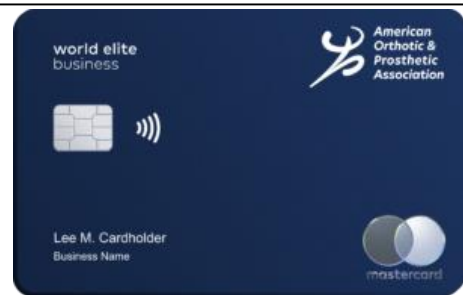 world elite
business
American
Orthotic &
Prosthetic
Association
Lee M. Cardholder
Business Name
mastercard